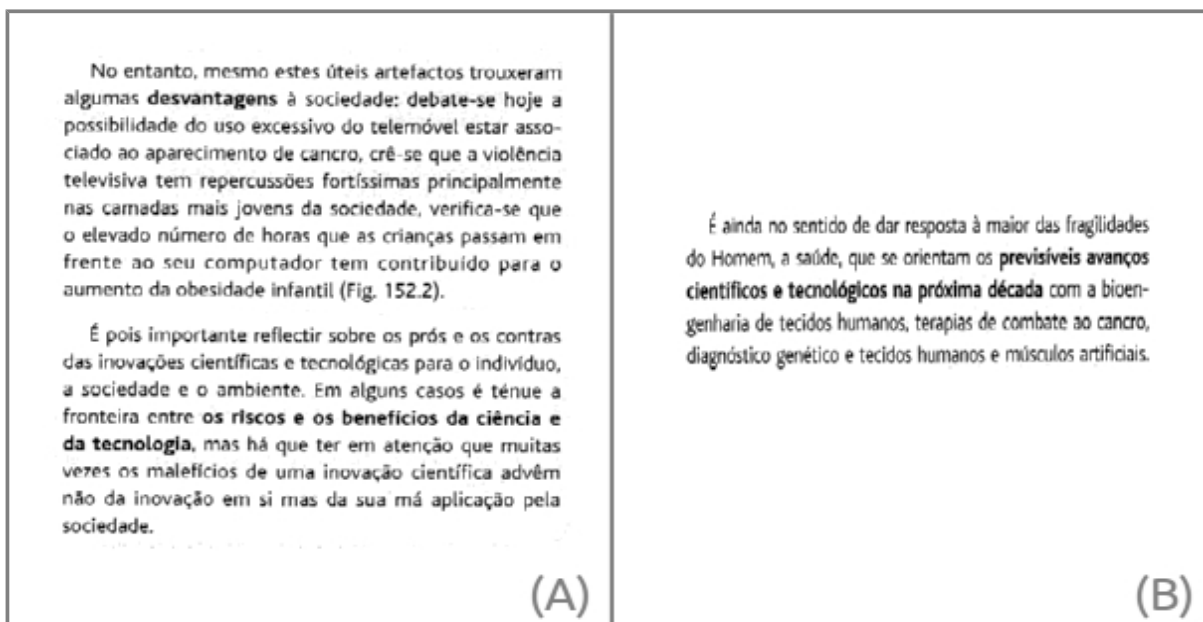 No entanto, mesmo estes úteis artefactos trouxeram
algumas desvantagens à sociedade: debate-se hoje a
possibilidade do uso excessivo do telemóvel estar asso-
ciado ao aparecimento de cancro, crê-se que a violência
televisiva tem repercussões fortíssimas principalmente
nas camadas mais jovens da sociedade, verifica-se que
o elevado número de horas que as crianças passam em
frente ao seu computador tem contribuído para o
aumento da obesidade infantil (Fig. 152.2).
É pois importante reflectir sobre os prós e os contras
das inovações científicas e tecnológicas para o indivíduo,
a sociedade e o ambiente. Em alguns casos é ténue a
fronteira entre os riscos e os benefícios da ciência e
da tecnologia, mas há que ter em atenção que muitas
vezes os malefícios de uma inovação científica advêm
não da inovação em si mas da sua má aplicação pela
sociedade.
(A)
É ainda no sentido de dar resposta à maior das fragilidades
do Homem, a saúde, que se orientam os previsíveis avanços
científicos e tecnológicos na próxima década com a bioen-
genharia de tecidos humanos, terapias de combate ao cancro,
diagnóstico genético e tecidos humanos e músculos artificiais.
(B)